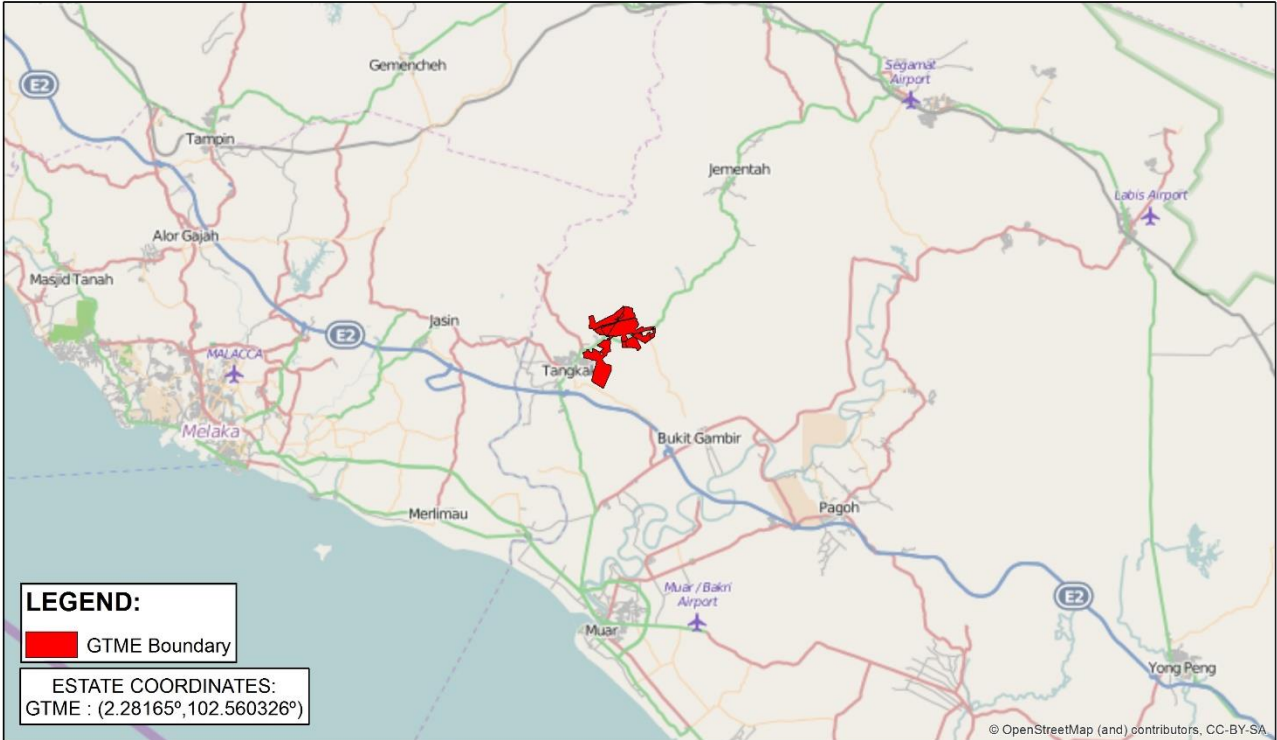 Gemencheh
Segamat
Airport
E2
Tampin
Jementah
Labis Airport
Alor Gajah
Masjid Tanah
Jasin
E2
MALACCA
Tangkak
Melaka
Bukit Gambir
Merlimau
Pagoh
Muar / Bakri
Airport
E2
Muar
Yong Peng
LEGEND:
GTME Boundary
ESTATE COORDINATES:
GTME : (2.28165º,102.560326º)
© OpenStreetMap (and) contributors, CC-BY-SA